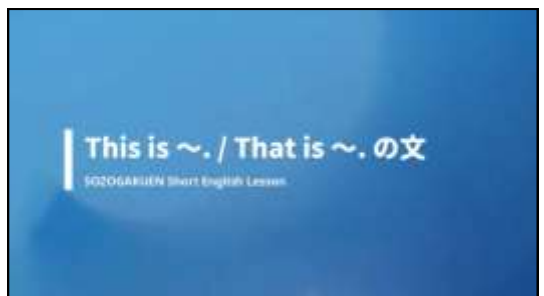 This is ～. / That is ～. の文
SOZOGAKUEN Short English Lesson